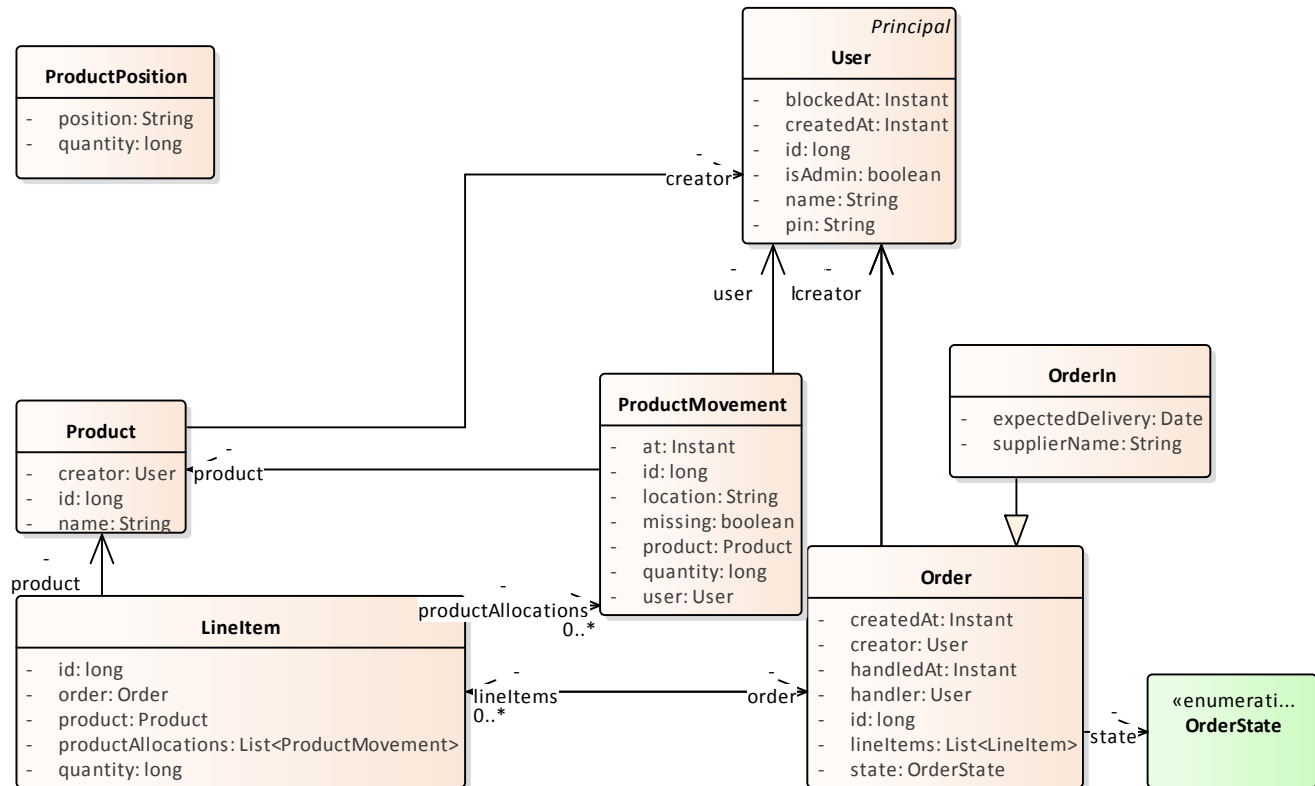 Principal
User
- blockedAt: Instant
- createdAt: Instant
- id: long
- isAdmin: boolean
- name: String
- pin: String
ProductPosition
- position: String
- quantity: long
-
creator
-
user
-
creator
OrderIn
- expectedDelivery: Date
- supplierName: String
Product
- creator: User
- id: long
- name: String
-
product
ProductMovement
- at: Instant
- id: long
- location: String
- missing: boolean
- product: Product
- quantity: long
- user: User
-
product
-
productAllocations
0..*
LineItem
- id: long
- order: Order
- product: Product
- productAllocations: List<ProductMovement>
- quantity: long
-
lineItems
0..*
-
order
Order
- createdAt: Instant
- creator: User
- handledAt: Instant
- handler: User
- id: long
- lineItems: List<LineItem>
- state: OrderState
-
state
«enumerati...
OrderState